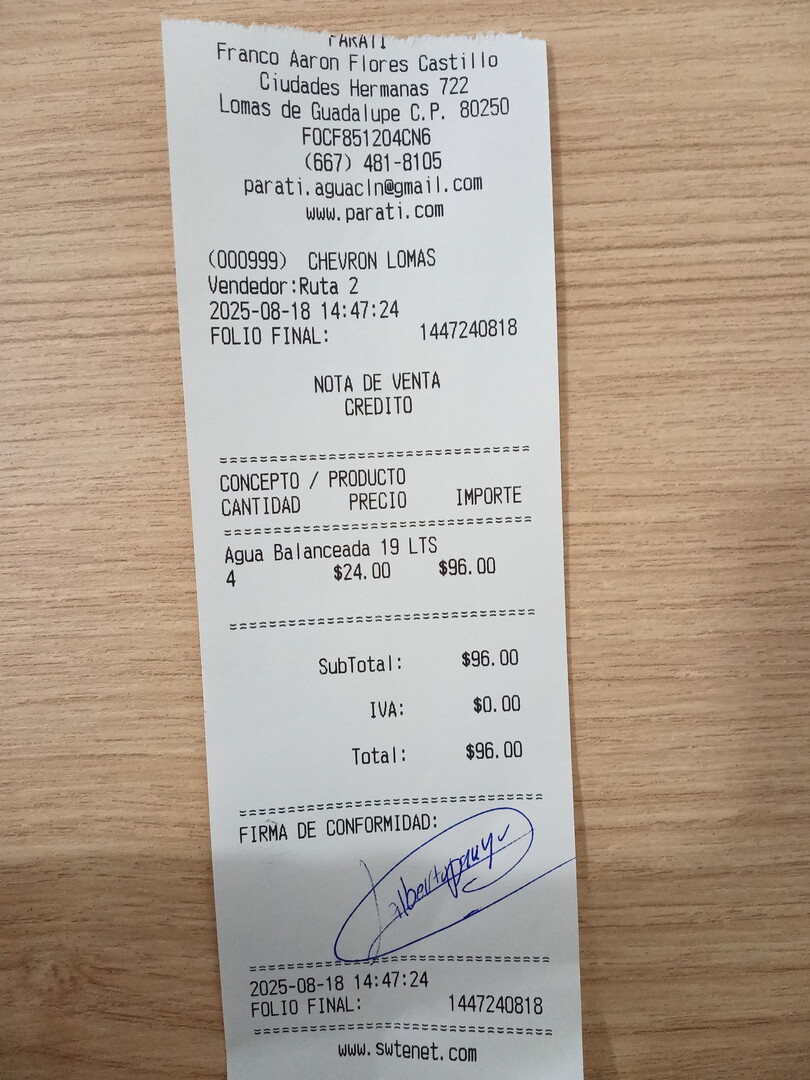 PARATI
Franco Aaron Flores Castillo
Ciudades Hermanas 722
Lomas de Guadalupe C.P. 80250
FOCF851204CN6
(667) 481-8105
parati.aguacln@gmail.com
www.parati.com
(000999) CHEVRON LOMAS
Vendedor:Ruta 2
2025-08-18 14:47:24
FOLIO FINAL: 1447240818
NOTA DE VENTA
CREDITO
================================
CONCEPTO / PRODUCTO
CANTIDAD PRECIO IMPORTE
================================
Agua Balanceada 19 LTS
4 $24.00 $96.00
================================
SubTotal: $96.00
IVA: $0.00
Total: $96.00
================================
FIRMA DE CONFORMIDAD:
================================
2025-08-18 14:47:24
FOLIO FINAL: 1447240818
================================
www.swtenet.com